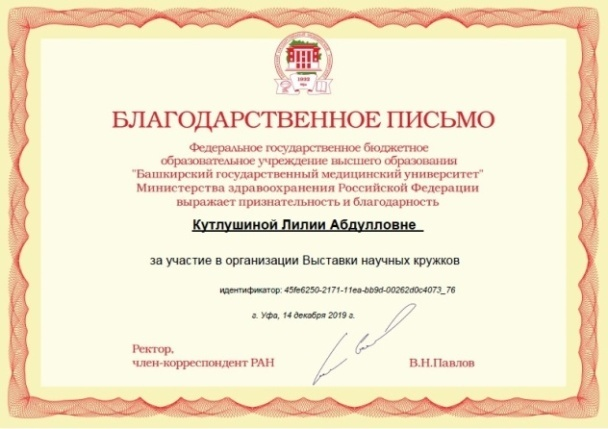 БЛАГОДАРСТВЕННОЕ ПИСЬМО
Федеральное государственное бюджетное
образовательное учреждение высшего образования
"Башкирский государственный медицинский университет"
Министерства здравоохранения Российской Федерации
выражает признательность и благодарность
Кутлушиной Лилии Абдулловне
за участие в организации Выставки научных кружков
идентификатор: 45fe6250-2171-11ea-bb9d-00262d0c4073_76
г. Уфа, 14 декабря 2019 г.
Ректор,
член-корреспондент РАН
В.Н.Павлов